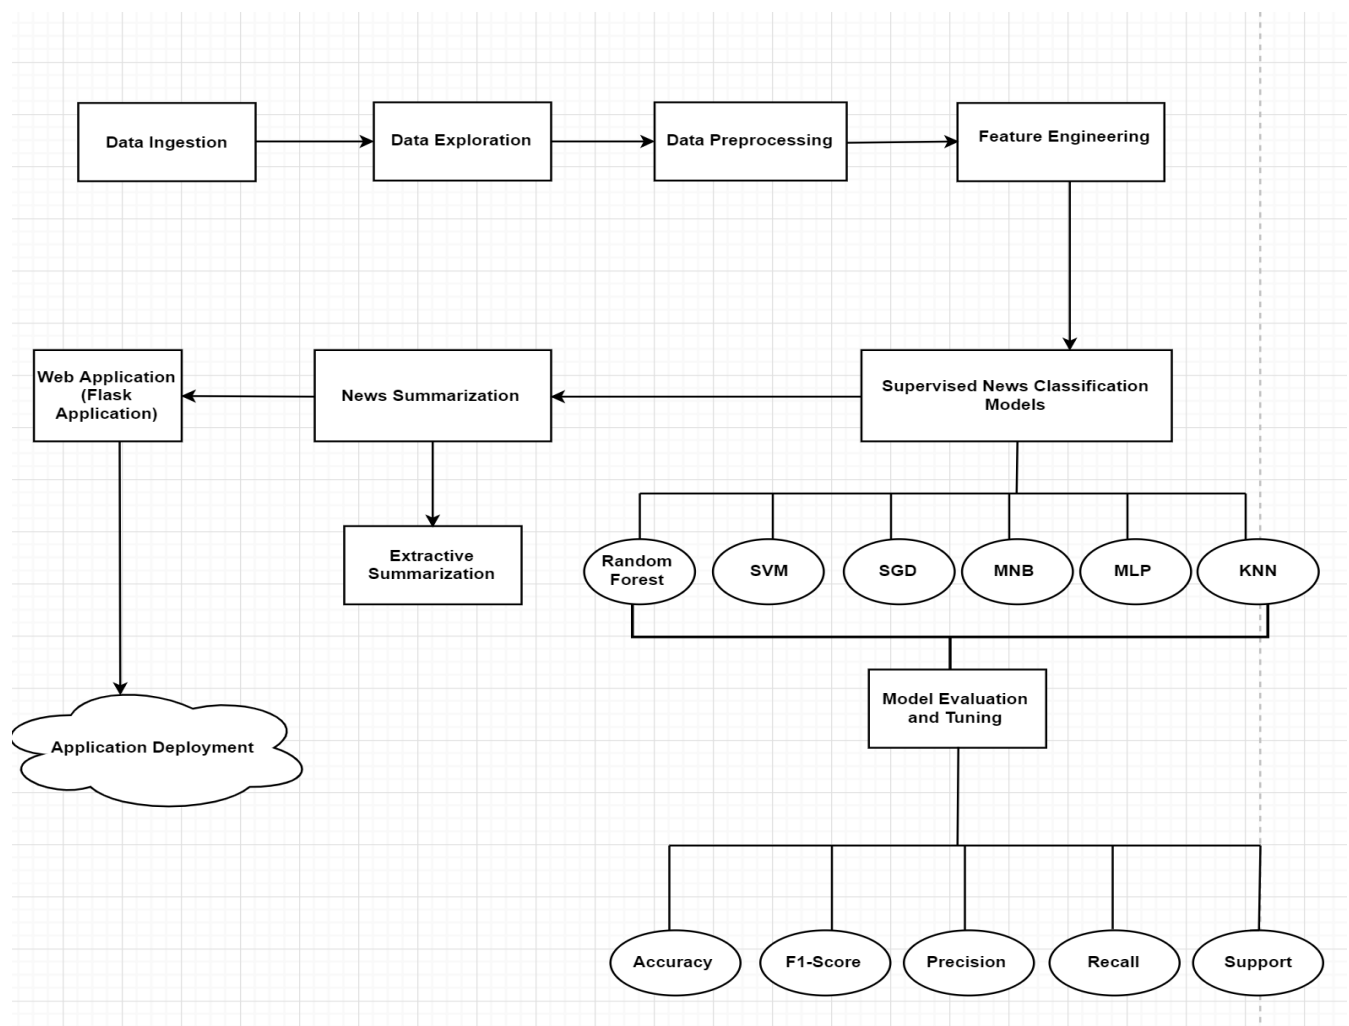 Data Ingestion
Data Exploration
Data Preprocessing
Feature Engineering
Web Application
(Flask
Application)
News Summarization
Supervised News Classification
Models
Extractive
Summarization
Random
Forest
SVM
SGD
MNB
MLP
KNN
Model Evaluation
and Tuning
Application Deployment
Accuracy
F1-Score
Precision
Recall
Support